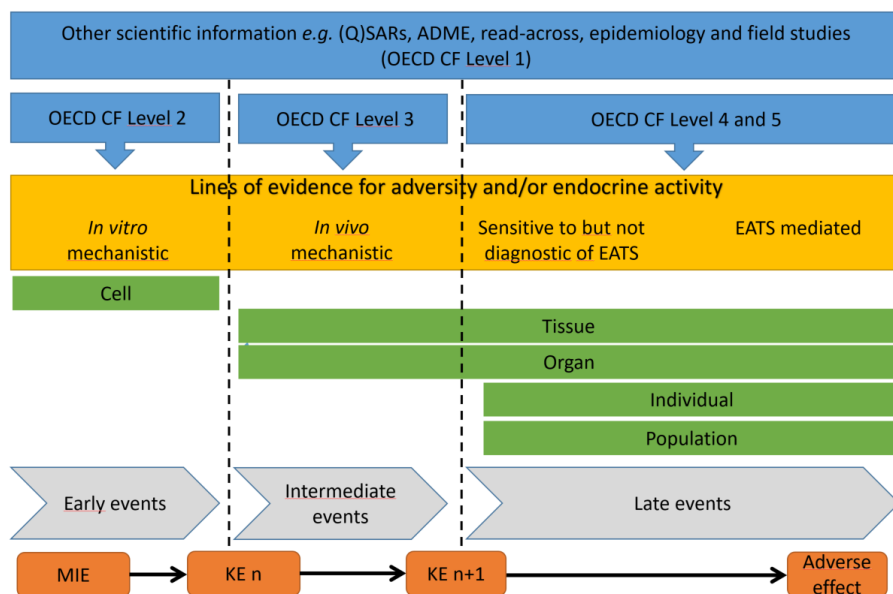 Other scientific information e.g. (Q)SARs, ADME, read-across, epidemiology and field studies
(OECD CF Level 1)
OECD CF Level 2
OECD CF Level 3
OECD CF Level 4 and 5
Lines of evidence for adversity and/or endocrine activity
In vitro
mechanistic
In vivo
mechanistic
Sensitive to but not
diagnostic of EATS
EATS mediated
Cell
Tissue
Organ
Individual
Population
Early events
Intermediate
events
Late events
MIE
KE n
KE n+1
Adverse
effect